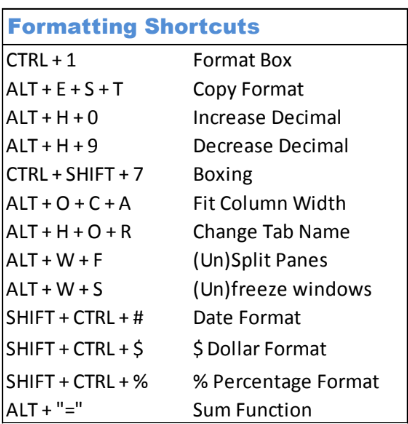 Formatting Shortcuts
CTRL + 1 Format Box
ALT + E + S + T Copy Format
ALT + H + 0 Increase Decimal
ALT + H + 9 Decrease Decimal
CTRL + SHIFT + 7 Boxing
ALT + O + C + A Fit Column Width
ALT + H + O + R Change Tab Name
ALT + W + F (Un)Split Panes
ALT + W + S (Un)freeze windows
SHIFT + CTRL + # Date Format
SHIFT + CTRL + $ $ Dollar Format
SHIFT + CTRL + % % Percentage Format
ALT + "=" Sum Function